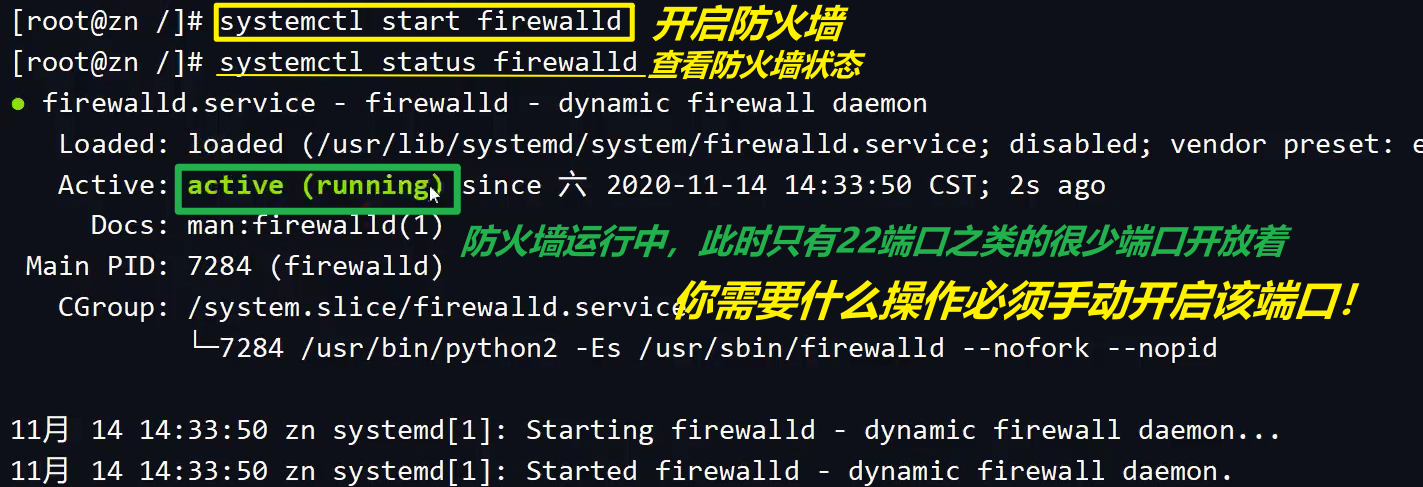 [root@zn /]# systemctl start firewalld 开启防火墙
[root@zn /]# systemctl status firewalld 查看防火墙状态
● firewalld.service - firewalld - dynamic firewall daemon
Loaded: loaded (/usr/lib/systemd/system/firewalld.service; disabled; vendor preset: e
Active: active (running) since 六 2020-11-14 14:33:50 CST; 2s ago
Docs: man:firewalld(1)
防火墙运行中，此时只有22端口之类的很少端口开放着
Main PID: 7284 (firewalld)
CGroup: /system.slice/firewalld.service
你需要什么操作必须手动开启该端口！
└─7284 /usr/bin/python2 -Es /usr/sbin/firewalld --nofork --nopid
11月 14 14:33:50 zn systemd[1]: Starting firewalld - dynamic firewall daemon...
11月 14 14:33:50 zn systemd[1]: Started firewalld - dynamic firewall daemon.